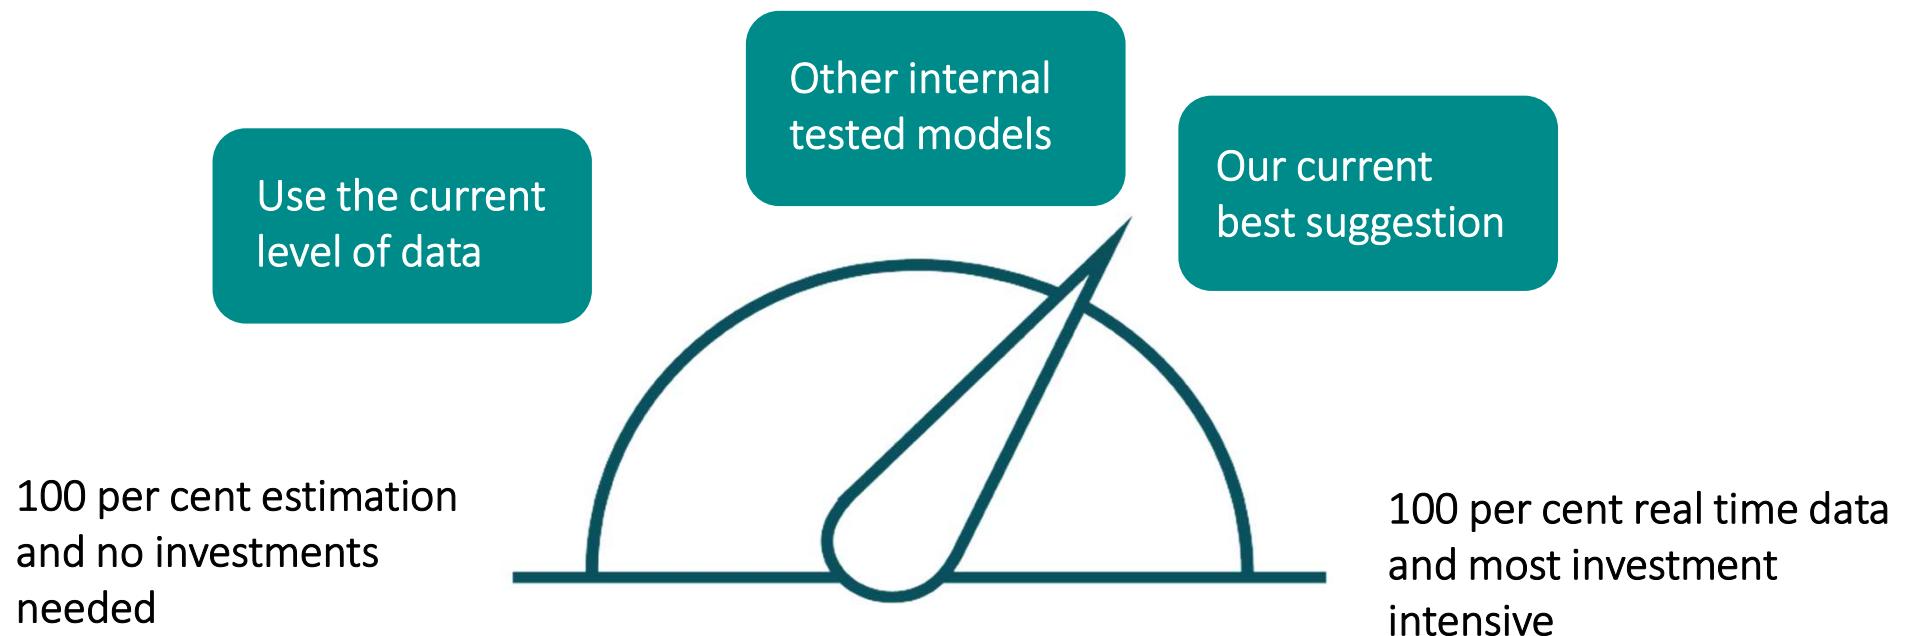 Other internal
tested models
Our current
best suggestion
Use the current
level of data
100 per cent estimation
and no investments
needed
100 per cent real time data
and most investment
intensive